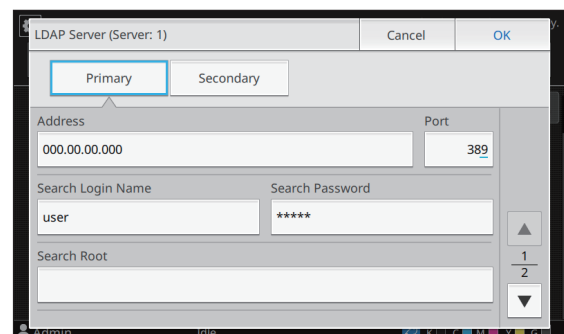 LDAP Server (Server: 1) Cancel OK
y.
Primary Secondary
Address Port
000.00.00.000 389
Search Login Name Search Password
user *****
Search Root
1
2
Admin Idle K C M Y G